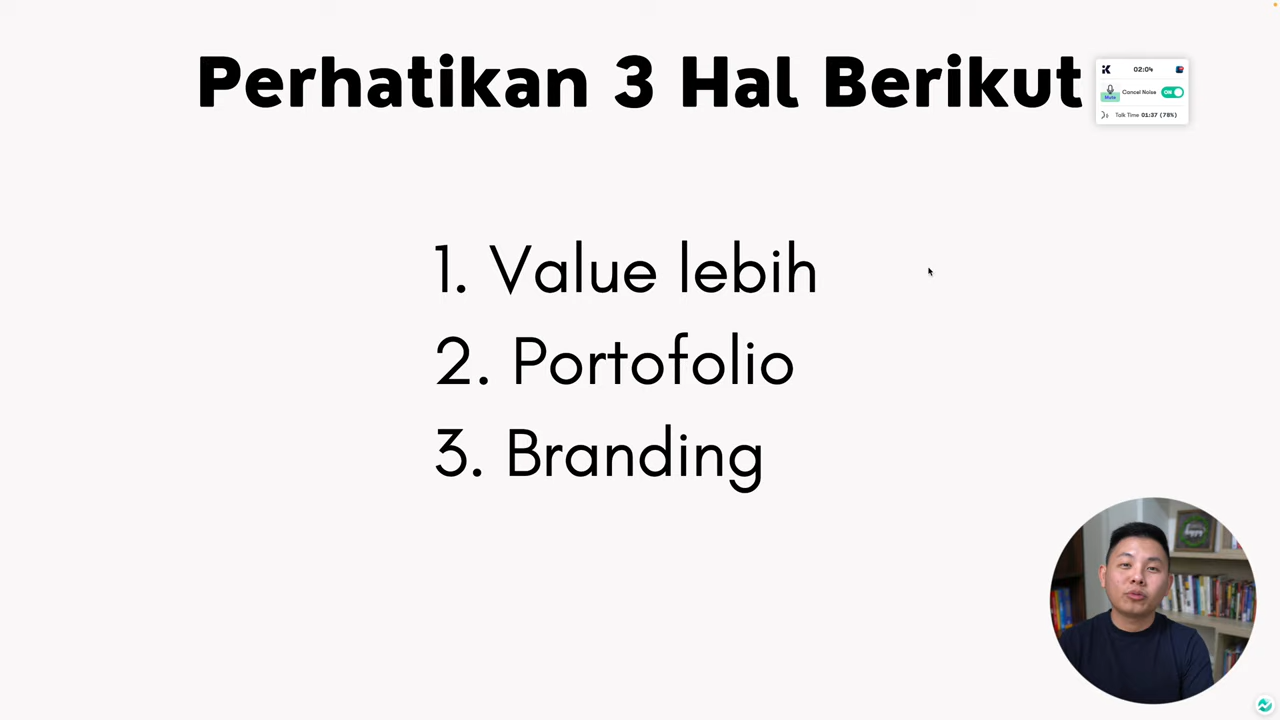 Perhatikan 3 Hal Berikut
02:04
Mute
Cancel Noise ON
Talk Time 01:37 (78%)
1. Value lebih
2. Portofolio
3. Branding